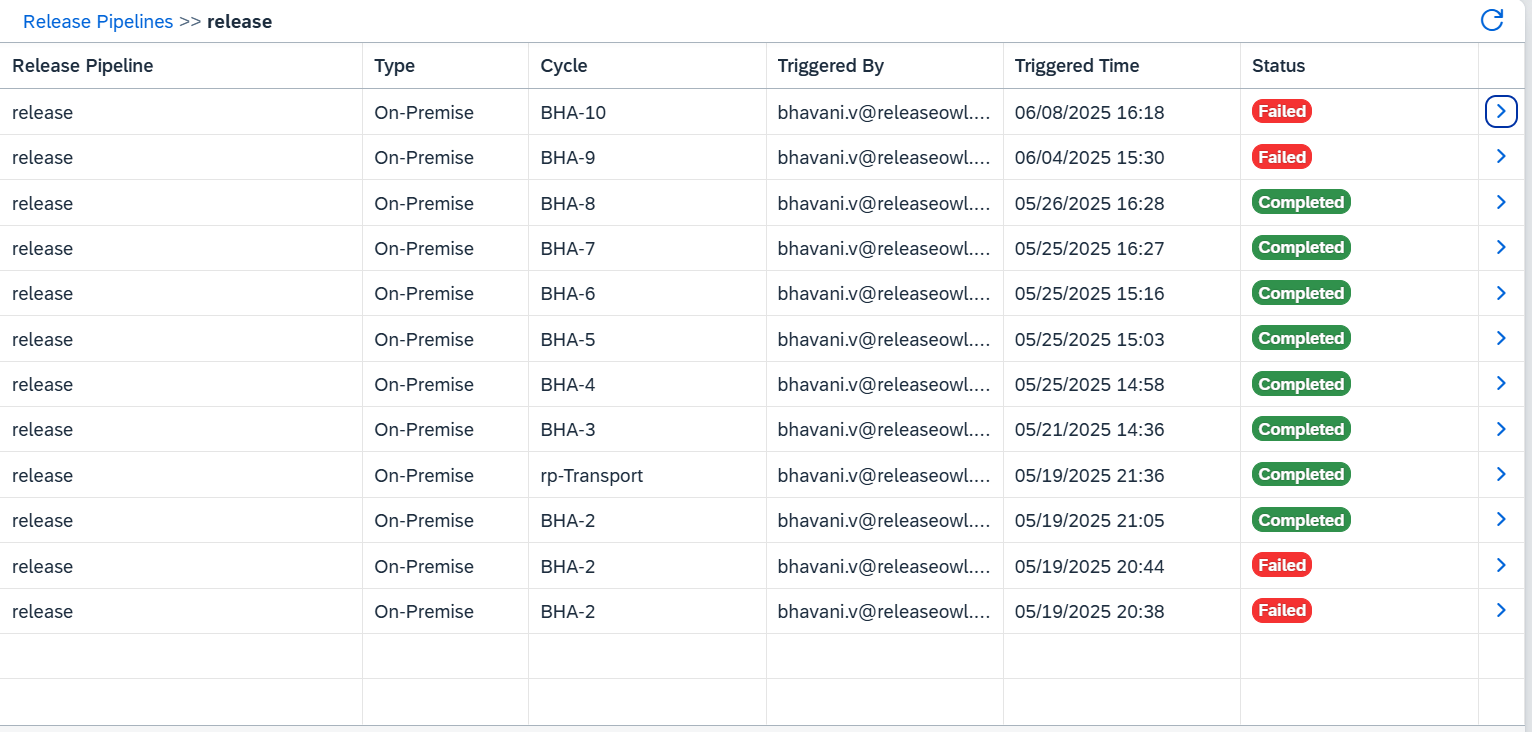 Release Pipelines >> release
Release Pipeline Type Cycle Triggered By Triggered Time Status
release On-Premise BHA-10 bhavani.v@releaseowl.... 06/08/2025 16:18 Failed
release On-Premise BHA-9 bhavani.v@releaseowl.... 06/04/2025 15:30 Failed
release On-Premise BHA-8 bhavani.v@releaseowl.... 05/26/2025 16:28 Completed
release On-Premise BHA-7 bhavani.v@releaseowl.... 05/25/2025 16:27 Completed
release On-Premise BHA-6 bhavani.v@releaseowl.... 05/25/2025 15:16 Completed
release On-Premise BHA-5 bhavani.v@releaseowl.... 05/25/2025 15:03 Completed
release On-Premise BHA-4 bhavani.v@releaseowl.... 05/25/2025 14:58 Completed
release On-Premise BHA-3 bhavani.v@releaseowl.... 05/21/2025 14:36 Completed
release On-Premise rp-Transport bhavani.v@releaseowl.... 05/19/2025 21:36 Completed
release On-Premise BHA-2 bhavani.v@releaseowl.... 05/19/2025 21:05 Completed
release On-Premise BHA-2 bhavani.v@releaseowl.... 05/19/2025 20:44 Failed
release On-Premise BHA-2 bhavani.v@releaseowl.... 05/19/2025 20:38 Failed